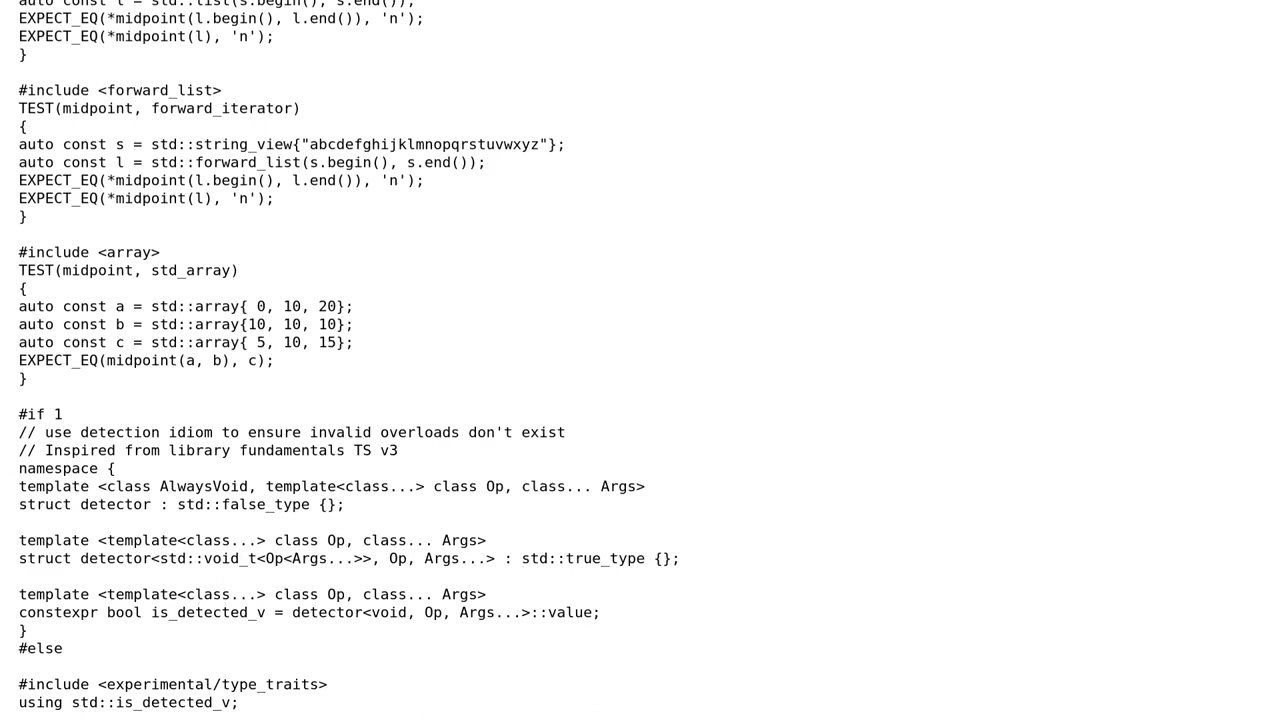 auto const l = std::list(s.begin(), s.end());
EXPECT_EQ(*midpoint(l.begin(), l.end()), 'n');
EXPECT_EQ(*midpoint(l), 'n');
}
#include <forward_list>
TEST(midpoint, forward_iterator)
{
auto const s = std::string_view{"abcdefghijklmnopqrstuvwxyz"};
auto const l = std::forward_list(s.begin(), s.end());
EXPECT_EQ(*midpoint(l.begin(), l.end()), 'n');
EXPECT_EQ(*midpoint(l), 'n');
}
#include <array>
TEST(midpoint, std_array)
{
auto const a = std::array{ 0, 10, 20};
auto const b = std::array{10, 10, 10};
auto const c = std::array{ 5, 10, 15};
EXPECT_EQ(midpoint(a, b), c);
}
#if 1
// use detection idiom to ensure invalid overloads don't exist
// Inspired from library fundamentals TS v3
namespace {
template <class AlwaysVoid, template<class...> class Op, class... Args>
struct detector : std::false_type {};
template <template<class...> class Op, class... Args>
struct detector<std::void_t<Op<Args...>>, Op, Args...> : std::true_type {};
template <template<class...> class Op, class... Args>
constexpr bool is_detected_v = detector<void, Op, Args...>::value;
}
#else
#include <experimental/type_traits>
using std::is_detected_v;